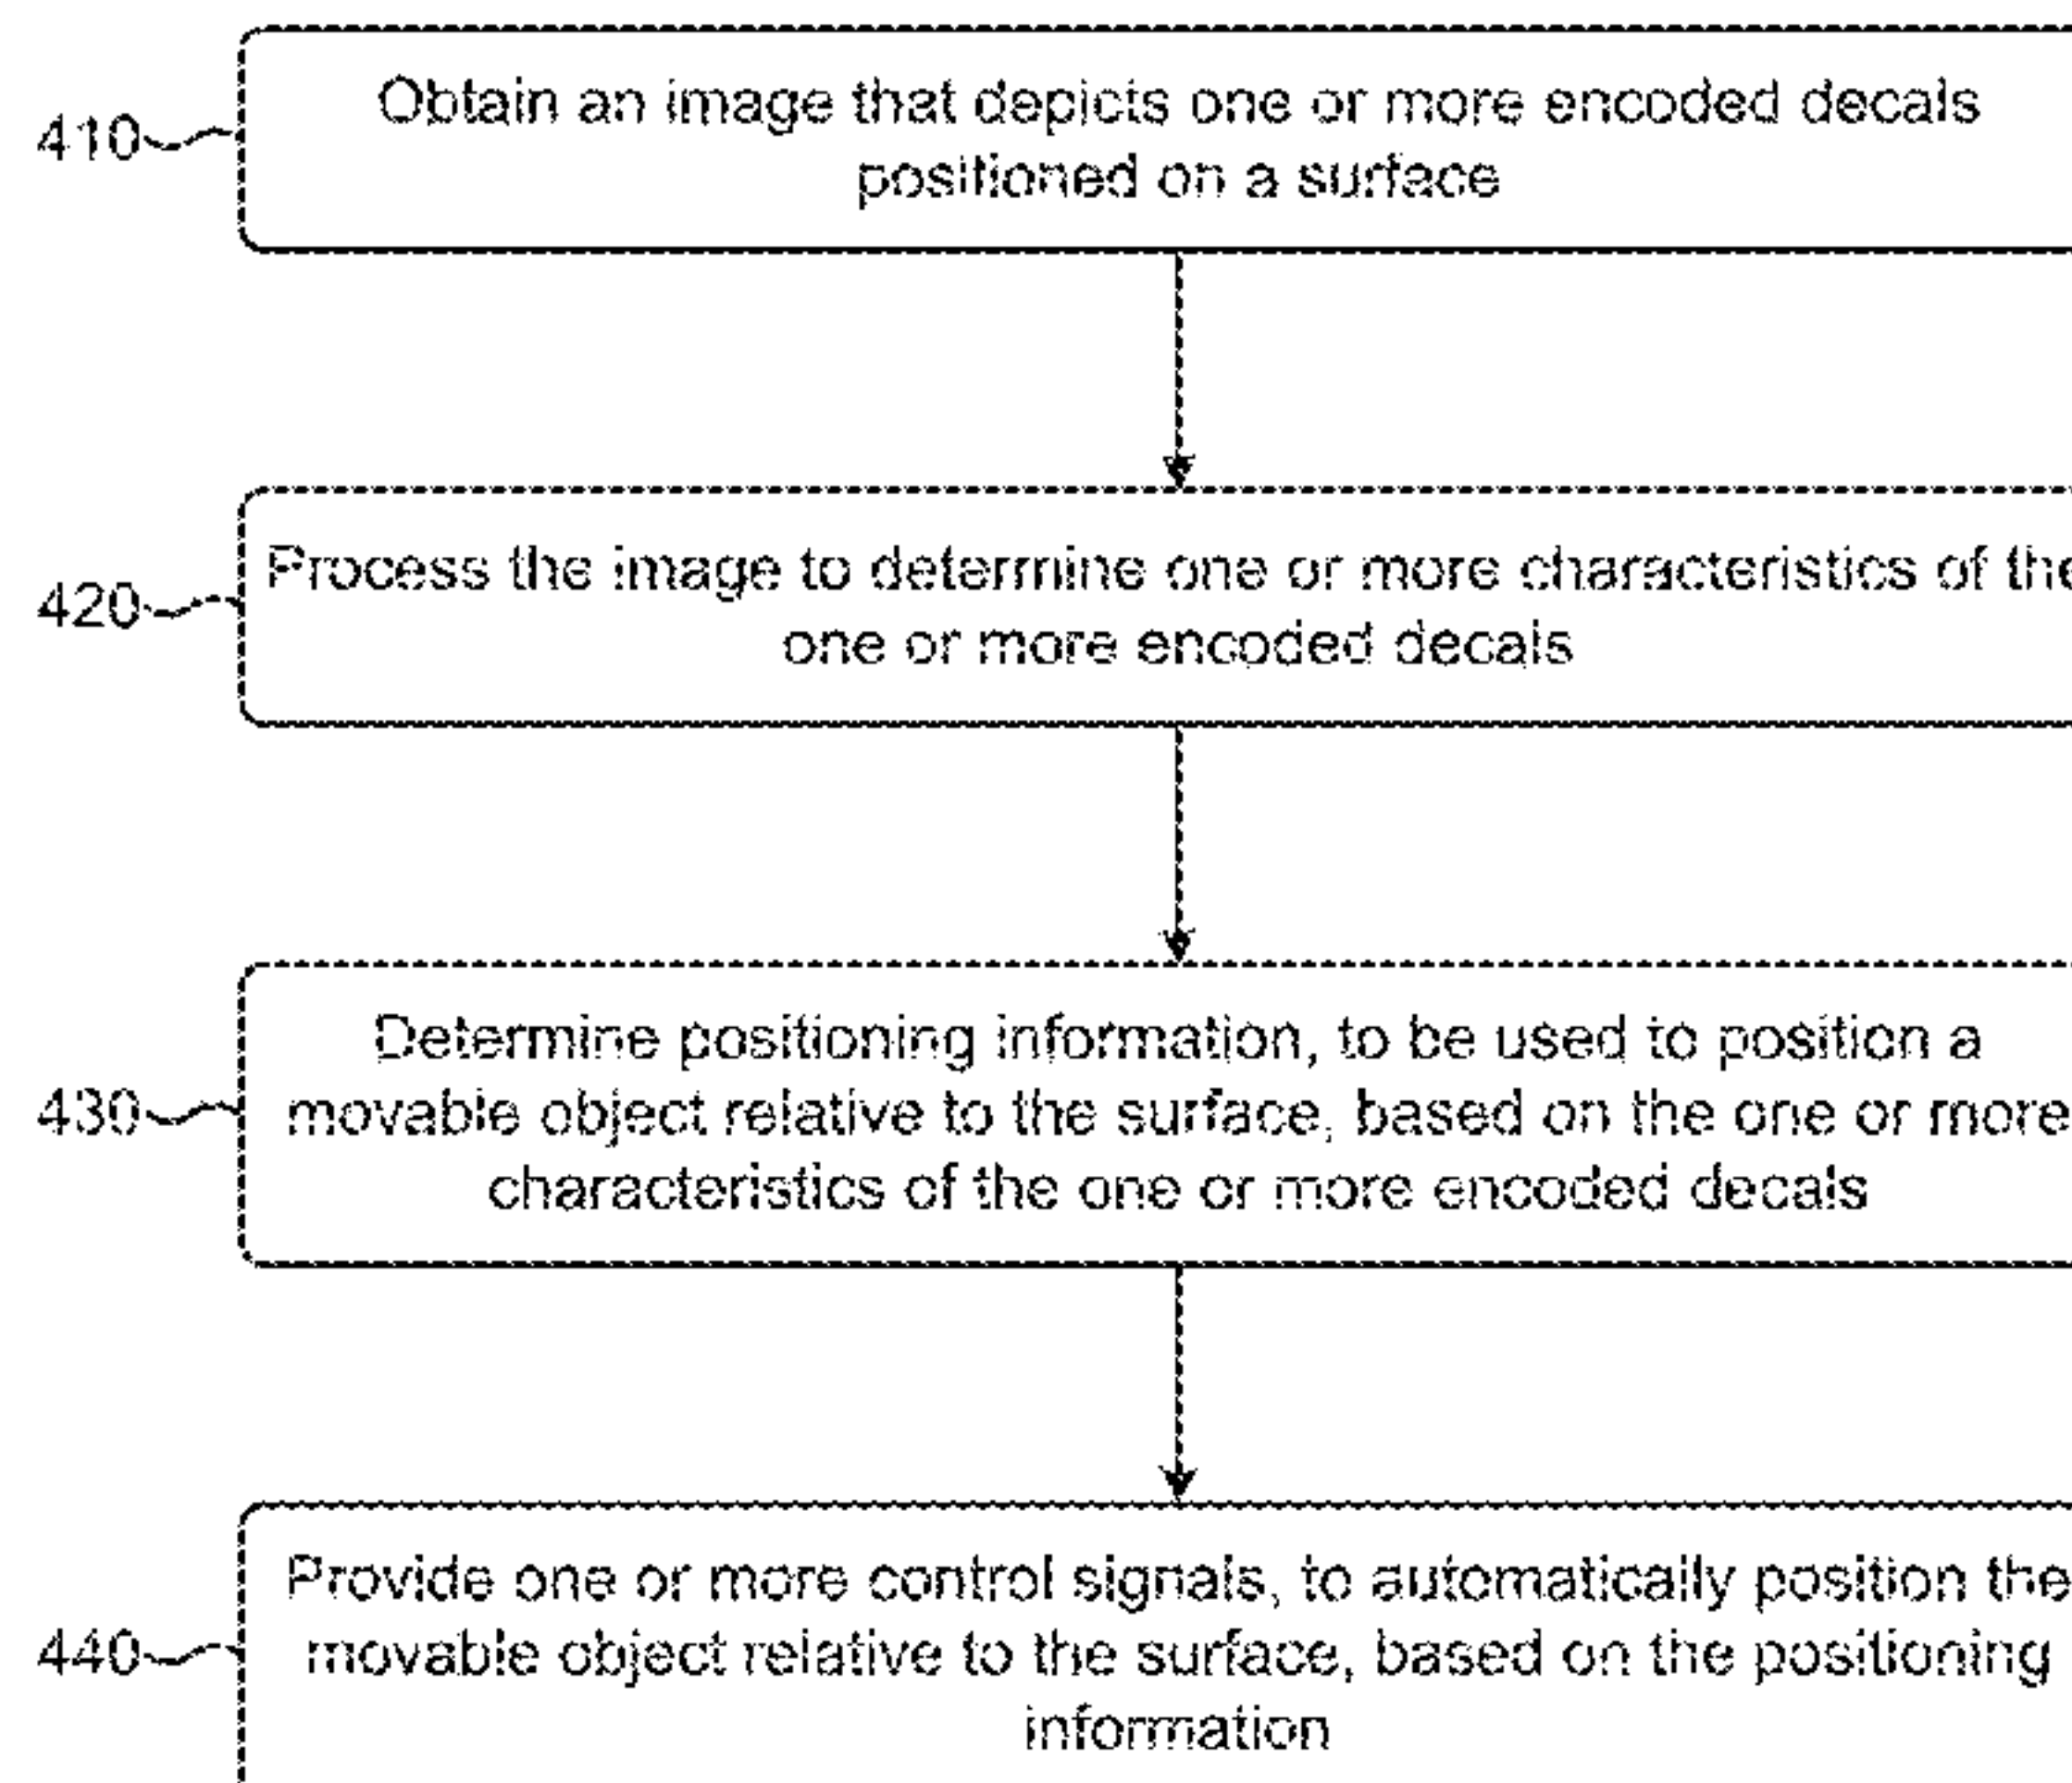 410
Obtain an image that depicts one or more encoded decals
positioned on a surface
420
Process the image to determine one or more characteristics of the
one or more encoded decals
430
Determine positioning information, to be used to position a
movable object relative to the surface, based on the one or more
characteristics of the one or more encoded decals
440
Provide one or more control signals, to automatically position the
movable object relative to the surface, based on the positioning
information